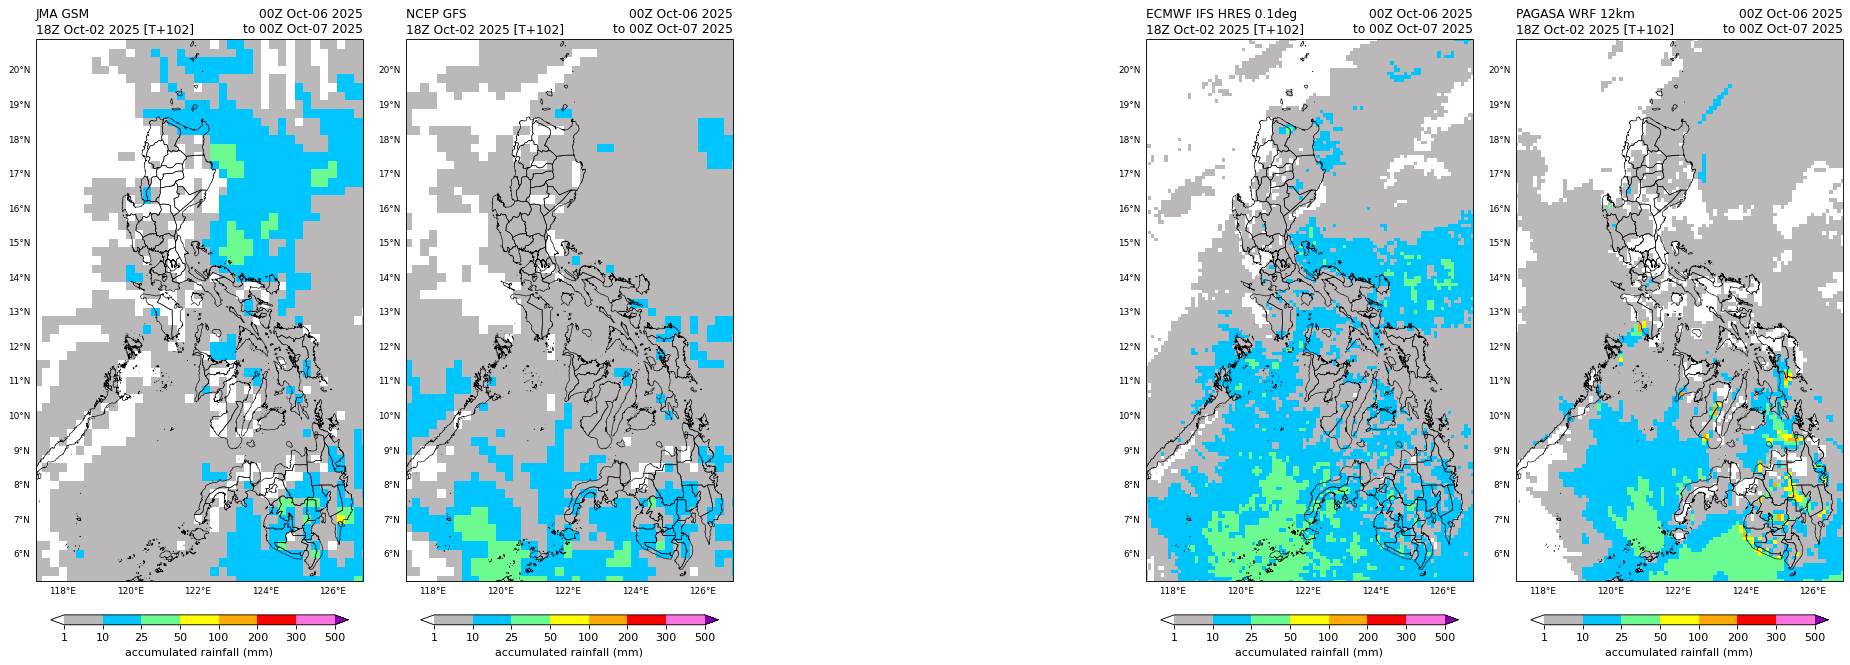 JMA GSM 00Z Oct-06 2025
18Z Oct-02 2025 [T+102] to 00Z Oct-07 2025
20°N
19°N
18°N
17°N
16°N
15°N
14°N
13°N
12°N
11°N
10°N
9°N
8°N
7°N
6°N
118°E 120°E 122°E 124°E 126°E
1 10 25 50 100 200 300 500
accumulated rainfall (mm)
NCEP GFS 00Z Oct-06 2025
18Z Oct-02 2025 [T+102] to 00Z Oct-07 2025
20°N
19°N
18°N
17°N
16°N
15°N
14°N
13°N
12°N
11°N
10°N
9°N
8°N
7°N
6°N
118°E 120°E 122°E 124°E 126°E
1 10 25 50 100 200 300 500
accumulated rainfall (mm)
ECMWF IFS HRES 0.1deg 00Z Oct-06 2025
18Z Oct-02 2025 [T+102] to 00Z Oct-07 2025
20°N
19°N
18°N
17°N
16°N
15°N
14°N
13°N
12°N
11°N
10°N
9°N
8°N
7°N
6°N
118°E 120°E 122°E 124°E 126°E
1 10 25 50 100 200 300 500
accumulated rainfall (mm)
PAGASA WRF 12km 00Z Oct-06 2025
18Z Oct-02 2025 [T+102] to 00Z Oct-07 2025
20°N
19°N
18°N
17°N
16°N
15°N
14°N
13°N
12°N
11°N
10°N
9°N
8°N
7°N
6°N
118°E 120°E 122°E 124°E 126°E
1 10 25 50 100 200 300 500
accumulated rainfall (mm)